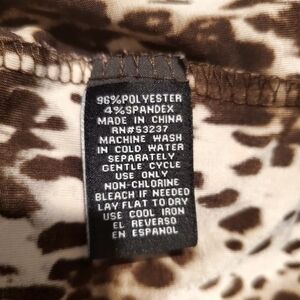 96%POLYESTER
4%SPANDEX
MADE IN CHINA
RN#53237
MACHINE WASH
IN COLD WATER
SEPARATELY
GENTLE CYCLE
USE ONLY
NON-CHLORINE
BLEACH IF NEEDED
LAY FLAT TO DRY
USE COOL IRON
EL REVERSO
EN ESPANOL